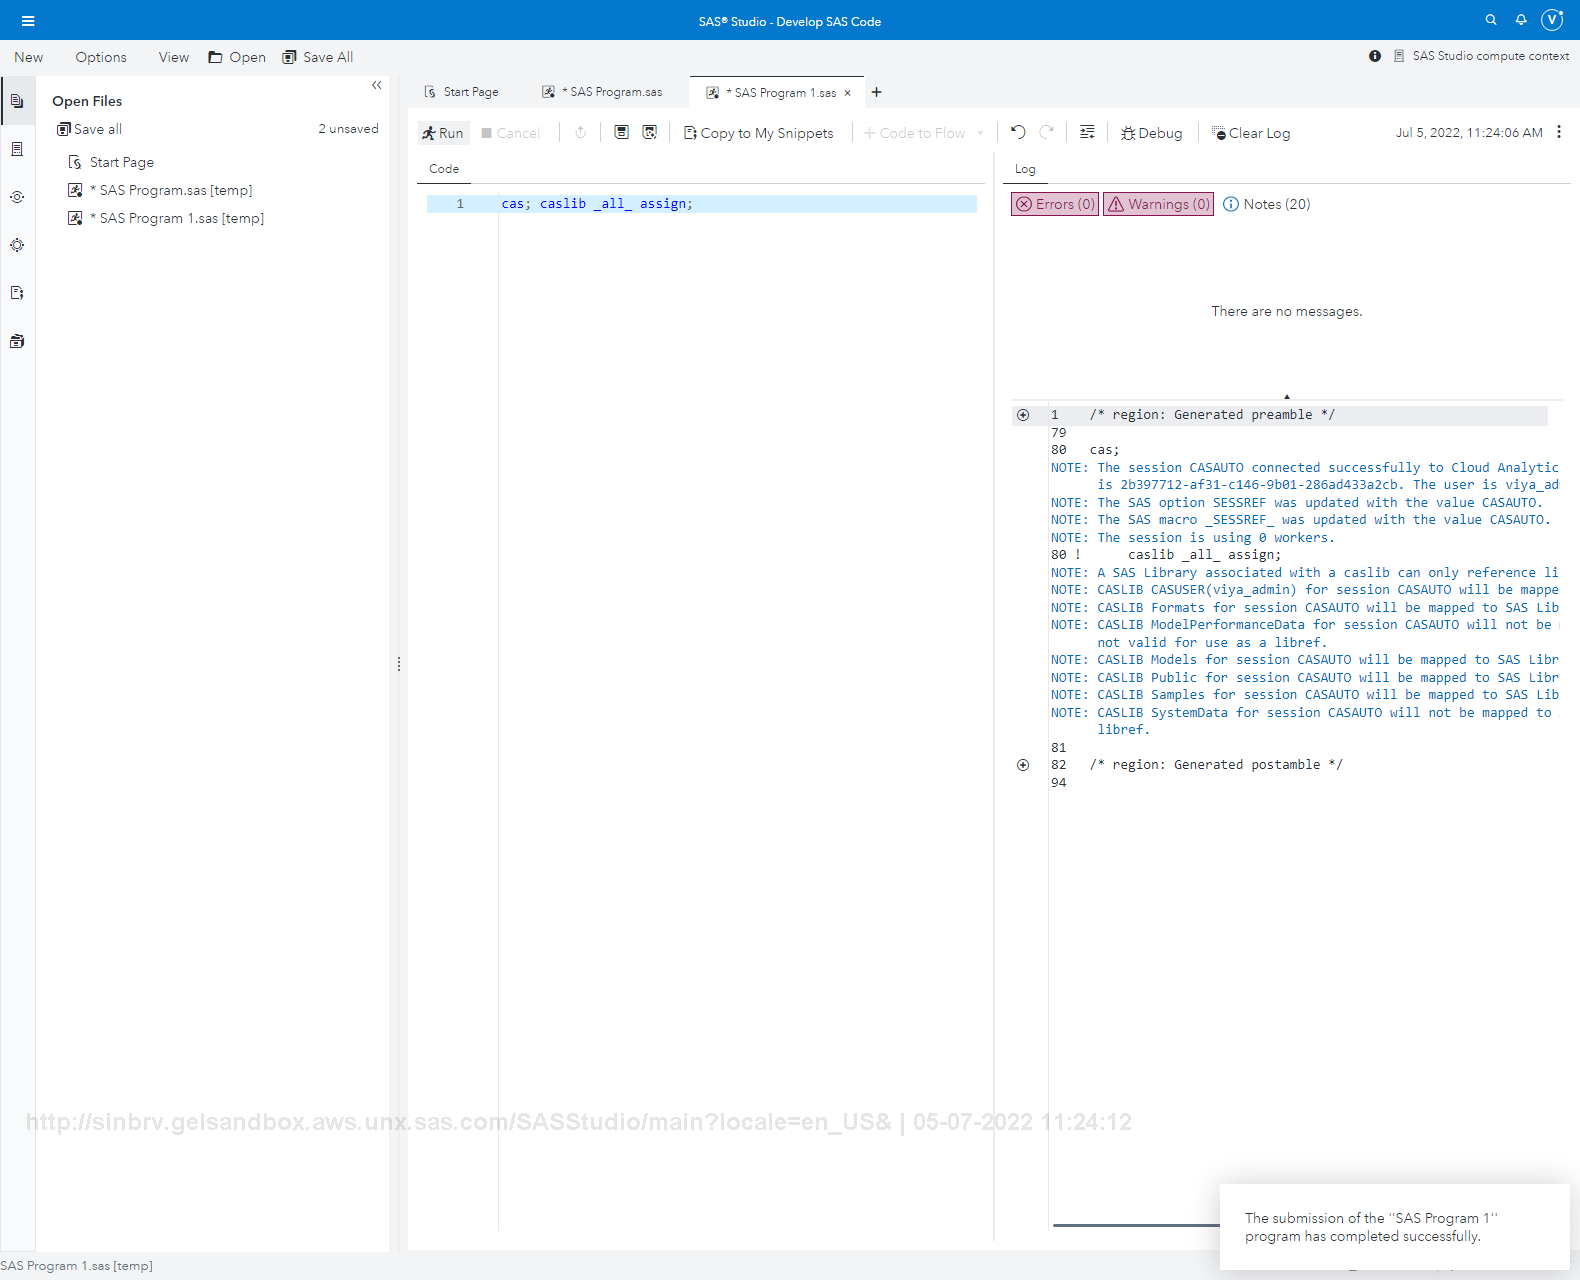 SAS® Studio - Develop SAS Code
V
New Options View Open Save All
SAS Studio compute context
Open Files
Save all 2 unsaved
Start Page
* SAS Program.sas [temp]
* SAS Program 1.sas [temp]
Start Page * SAS Program.sas * SAS Program 1.sas × +
Run Cancel Copy to My Snippets + Code to Flow Debug Clear Log Jul 5, 2022, 11:24:06 AM
Code
1 cas; caslib _all_ assign;
Log
Errors (0) Warnings (0) Notes (20)
There are no messages.
1 /* region: Generated preamble */
79
80 cas;
NOTE: The session CASAUTO connected successfully to Cloud Analytic
is 2b397712-af31-c146-9b01-286ad433a2cb. The user is viya_ad
NOTE: The SAS option SESSREF was updated with the value CASAUTO.
NOTE: The SAS macro _SESSREF_ was updated with the value CASAUTO.
NOTE: The session is using 0 workers.
80 ! caslib _all_ assign;
NOTE: A SAS Library associated with a caslib can only reference li
NOTE: CASLIB CASUSER(viya_admin) for session CASAUTO will be mappe
NOTE: CASLIB Formats for session CASAUTO will be mapped to SAS Lib
NOTE: CASLIB ModelPerformanceData for session CASAUTO will not be
not valid for use as a libref.
NOTE: CASLIB Models for session CASAUTO will be mapped to SAS Libr
NOTE: CASLIB Public for session CASAUTO will be mapped to SAS Libr
NOTE: CASLIB Samples for session CASAUTO will be mapped to SAS Lib
NOTE: CASLIB SystemData for session CASAUTO will not be mapped to
libref.
81
82 /* region: Generated postamble */
94
http://sinbrv.gelsandbox.aws.unx.sas.com/SASStudio/main?locale=en_US& | 05-07-2022 11:24:12
The submission of the ''SAS Program 1''
program has completed successfully.
SAS Program 1.sas [temp]